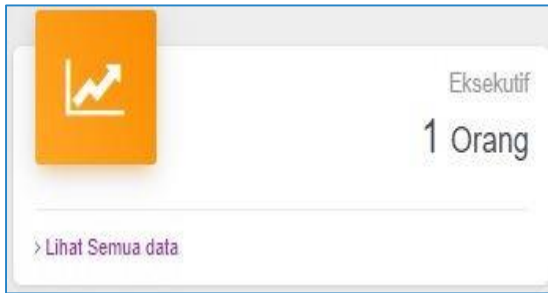 Eksekutif
1 Orang
> Lihat Semua data